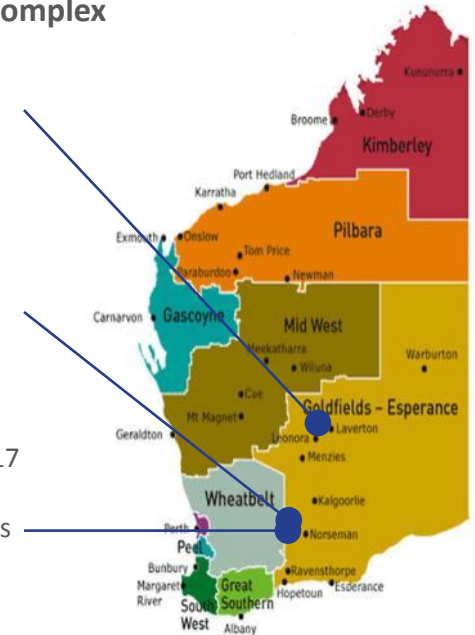 omplex
Kununurra
Broome
Derby
Kimberley
Port Hedland
Karratha
Pilbara
Exmouth
Onslow
Tom Price
Paraburdoo
Newman
Carnarvon
Gascoyne
Mid West
Meekatharra
Wiluna
Warburton
Cue
Mt Magnet
Goldfields – Esperance
Laverton
Leonora
Geraldton
Menzies
17
Wheatbelt
Kalgoorlie
s
Perth
Norseman
Peel
Bunbury
Ravensthorpe
Margaret
River
South
West
Great
Southern
Hopetoun
Esperance
Albany